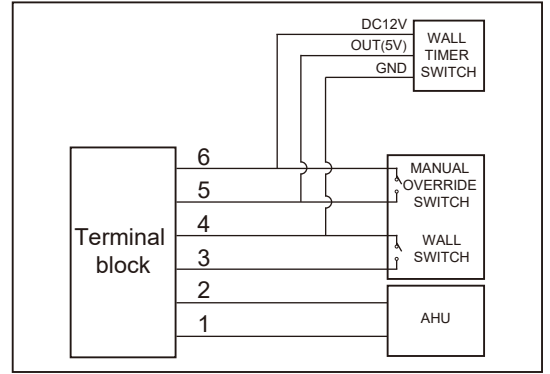 DC12V
OUT(5V)
GND
WALL
TIMER
SWITCH
6
5
4
3
2
1
Terminal
block
MANUAL
OVERRIDE
SWITCH
WALL
SWITCH
AHU